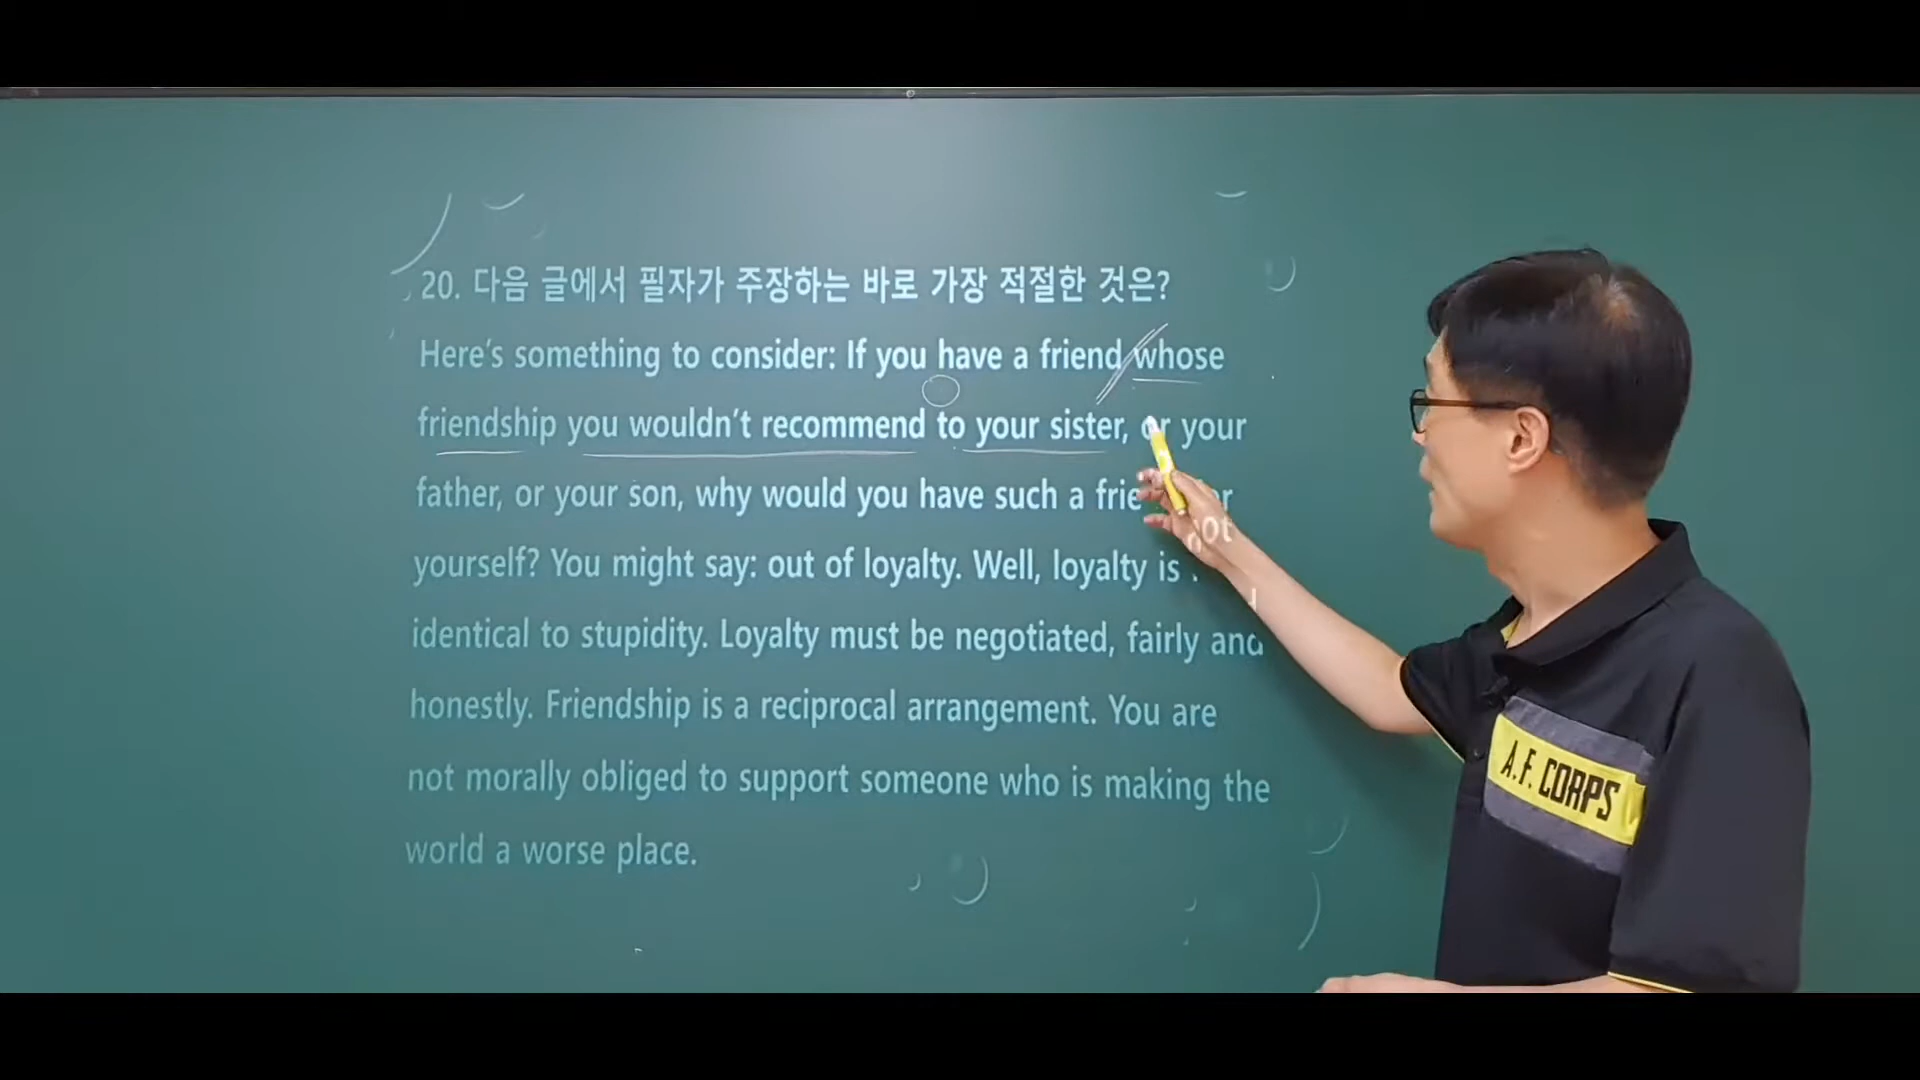 20. 다음 글에서 필자가 주장하는 바로 가장 적절한 것은?
Here's something to consider: If you have a friend whose
friendship you wouldn't recommend to your sister, or your
father, or your son, why would you have such a
yourself? You might say: out of loyalty. Well, loyalty is not
identical to stupidity. Loyalty must be negotiated, fairly and
honestly. Friendship is a reciprocal arrangement. You are
not morally obliged to support someone who is making the
world a worse place.
A.F. CORPS